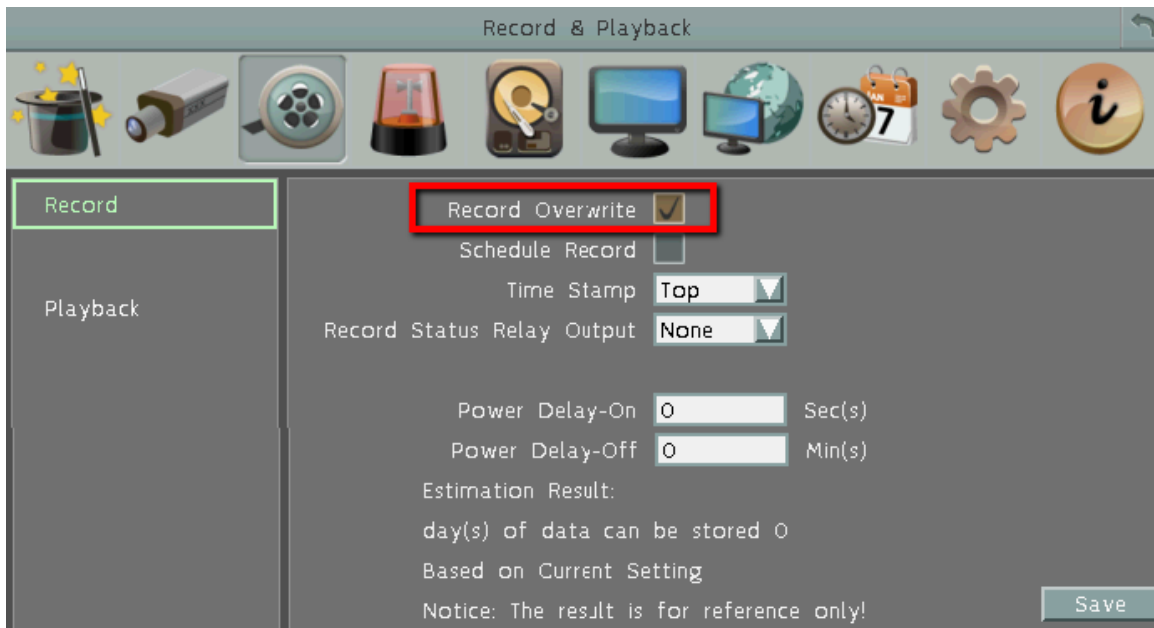 Record & Playback
JAN
7
i
Record
Playback
Record Overwrite
Schedule Record
Time Stamp Top
Record Status Relay Output None
Power Delay-On 0 Sec(s)
Power Delay-Off 0 Min(s)
Estimation Result:
day(s) of data can be stored 0
Based on Current Setting
Notice: The result is for reference only!
Save